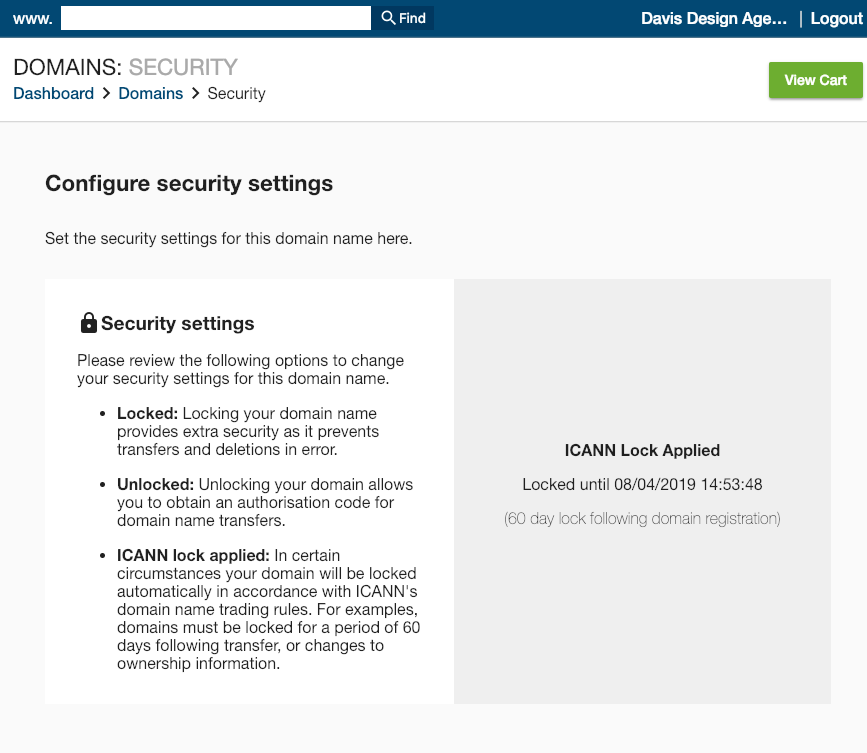 www.
Find
Davis Design Age... | Logout
DOMAINS: SECURITY
Dashboard > Domains > Security
View Cart
Configure security settings
Set the security settings for this domain name here.
Security settings
Please review the following options to change
your security settings for this domain name.
• Locked: Locking your domain name
provides extra security as it prevents
transfers and deletions in error.
• Unlocked: Unlocking your domain allows
you to obtain an authorisation code for
domain name transfers.
• ICANN lock applied: In certain
circumstances your domain will be locked
automatically in accordance with ICANN's
domain name trading rules. For examples,
domains must be locked for a period of 60
days following transfer, or changes to
ownership information.
ICANN Lock Applied
Locked until 08/04/2019 14:53:48
(60 day lock following domain registration)